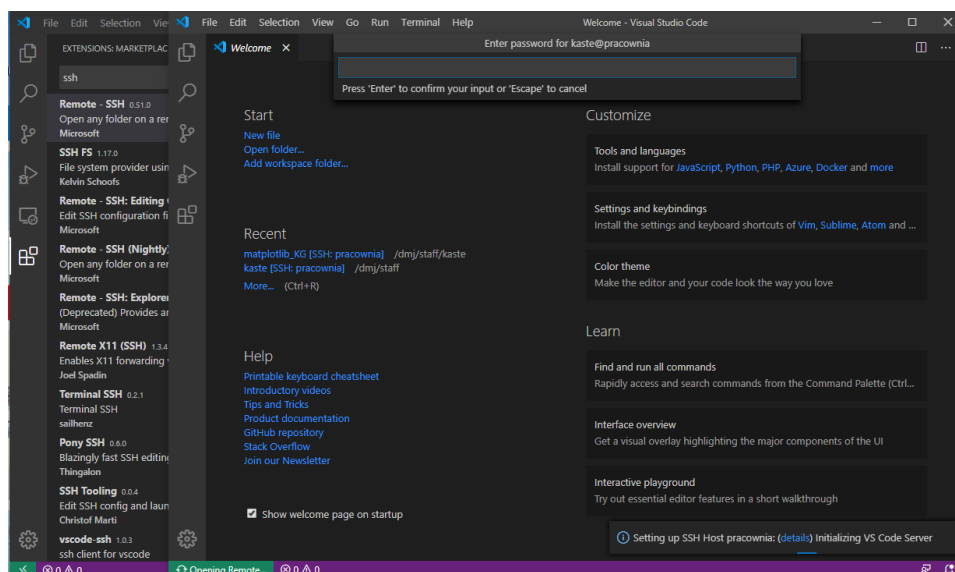 File Edit Selection Vie
EXTENSIONS: MARKETPLAC
ssh
Remote - SSH 0.51.0
Open any folder on a rer
Microsoft
SSH FS 1.17.0
File system provider usin
Kelvin Schoofs
Remote - SSH: Editing
Edit SSH configuration fi
Microsoft
Remote - SSH (Nightly)
Open any folder on a rer
Microsoft
Remote - SSH: Explorer
(Deprecated) Provides ar
Microsoft
Remote X11 (SSH) 1.3.4
Enables X11 forwarding
Joel Spadin
Terminal SSH 0.2.1
Terminal SSH
sailhenz
Pony SSH 0.6.0
Blazingly fast SSH editing
Thingalon
SSH Tooling 0.0.4
Edit SSH config and laun
Christof Marti
vscode-ssh 1.0.3
ssh client for vscode
0 0
File Edit Selection View Go Run Terminal Help
Welcome - Visual Studio Code
Welcome
Enter password for kaste@pracownia
Press 'Enter' to confirm your input or 'Escape' to cancel
Start
New file
Open folder...
Add workspace folder...
Recent
matplotlib_KG [SSH: pracownia] /dmj/staff/kaste
kaste [SSH: pracownia] /dmj/staff
More... (Ctrl+R)
Help
Printable keyboard cheatsheet
Introductory videos
Tips and Tricks
Product documentation
GitHub repository
Stack Overflow
Join our Newsletter
Show welcome page on startup
Customize
Tools and languages
Install support for JavaScript, Python, PHP, Azure, Docker and more
Settings and keybindings
Install the settings and keyboard shortcuts of Vim, Sublime, Atom and ...
Color theme
Make the editor and your code look the way you love
Learn
Find and run all commands
Rapidly access and search commands from the Command Palette (Ctrl...
Interface overview
Get a visual overlay highlighting the major components of the UI
Interactive playground
Try out essential editor features in a short walkthrough
Setting up SSH Host pracownia: (details) Initializing VS Code Server
Opening Remote... 0 0